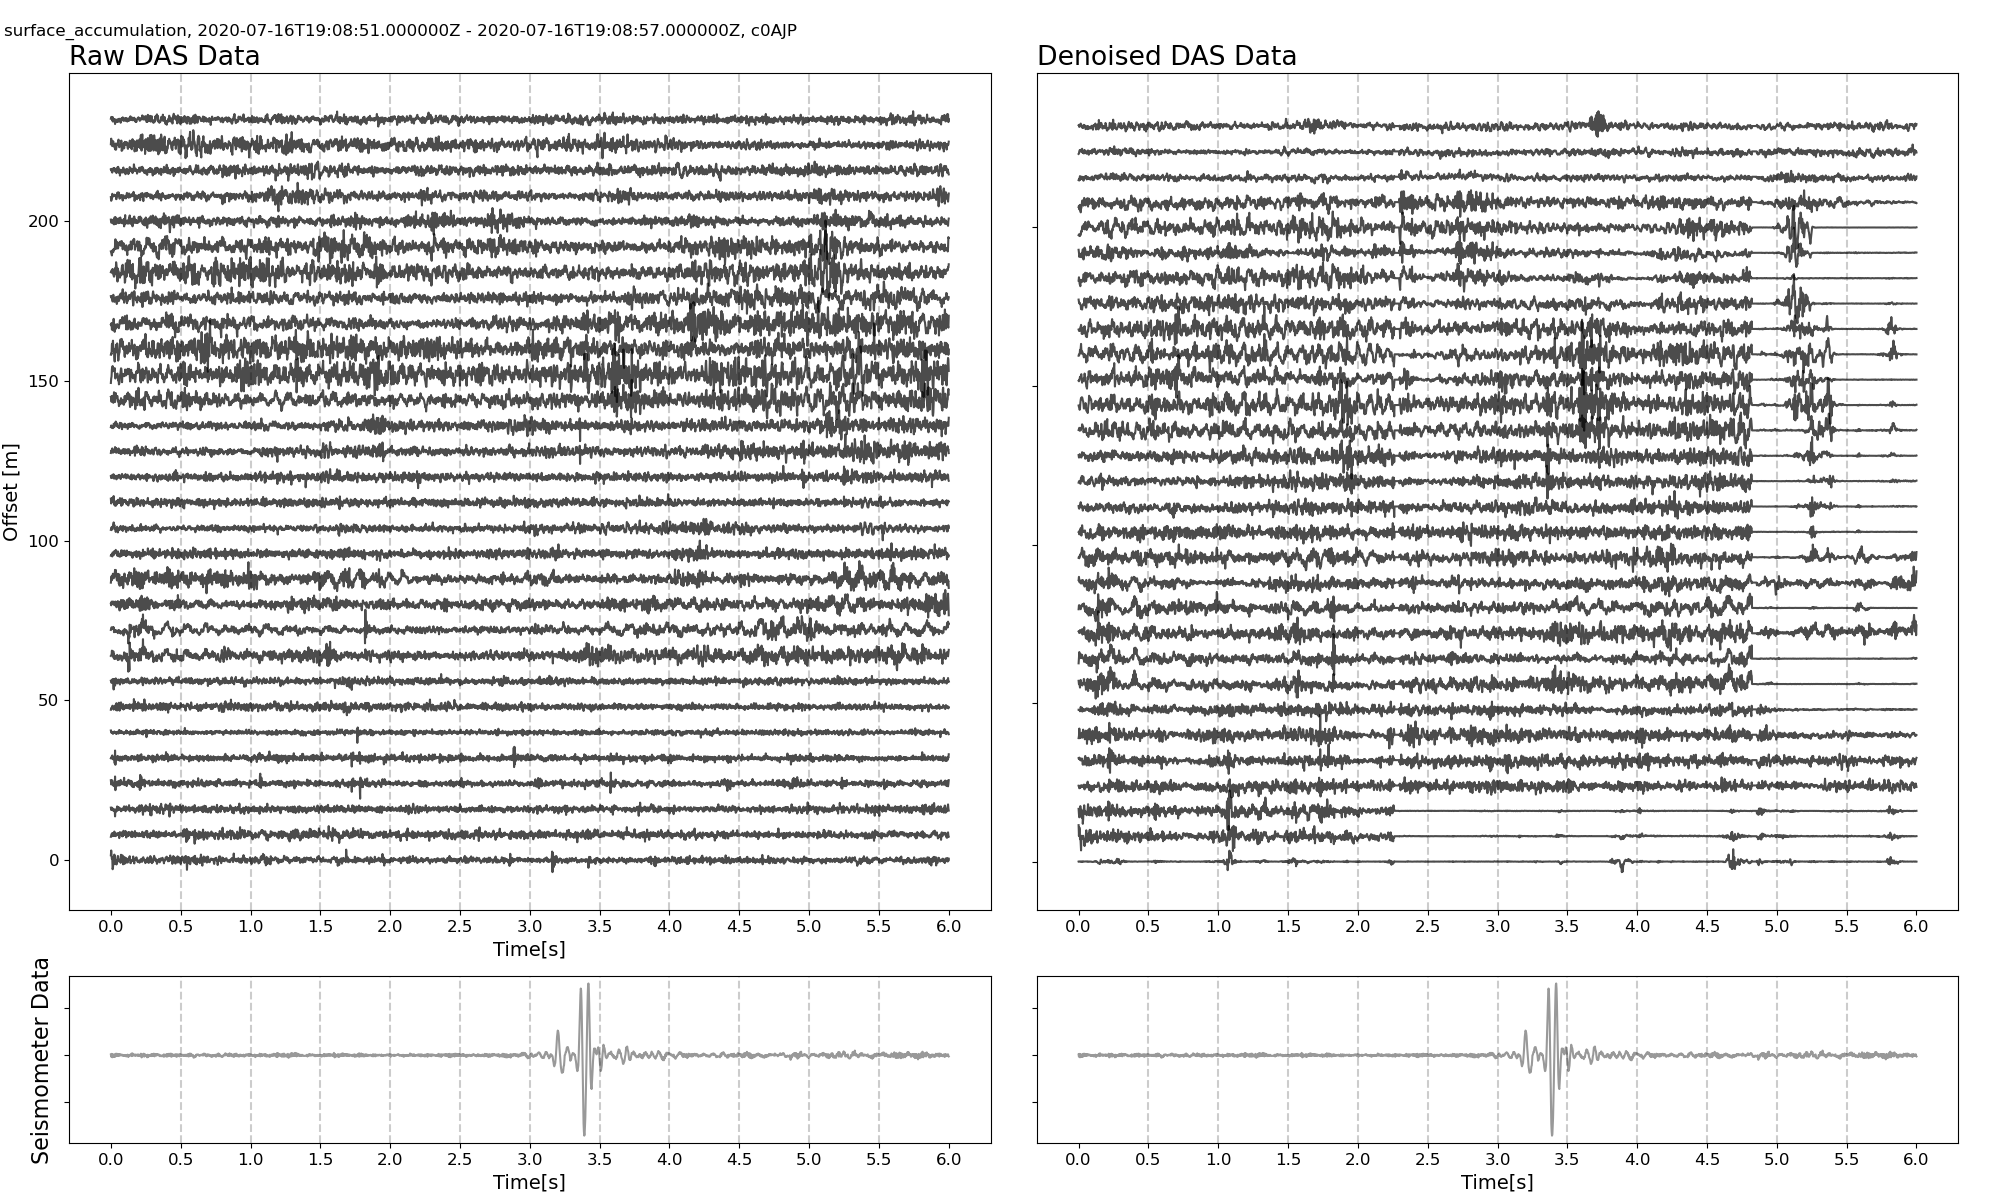 surface_accumulation, 2020-07-16T19:08:51.000000Z - 2020-07-16T19:08:57.000000Z, c0AJP
Raw DAS Data
Denoised DAS Data
Offset [m]
200
150
100
50
0
0.0 0.5 1.0 1.5 2.0 2.5 3.0 3.5 4.0 4.5 5.0 5.5 6.0
Time[s]
0.0 0.5 1.0 1.5 2.0 2.5 3.0 3.5 4.0 4.5 5.0 5.5 6.0
Seismometer Data
0.0 0.5 1.0 1.5 2.0 2.5 3.0 3.5 4.0 4.5 5.0 5.5 6.0
Time[s]
0.0 0.5 1.0 1.5 2.0 2.5 3.0 3.5 4.0 4.5 5.0 5.5 6.0
Time[s]